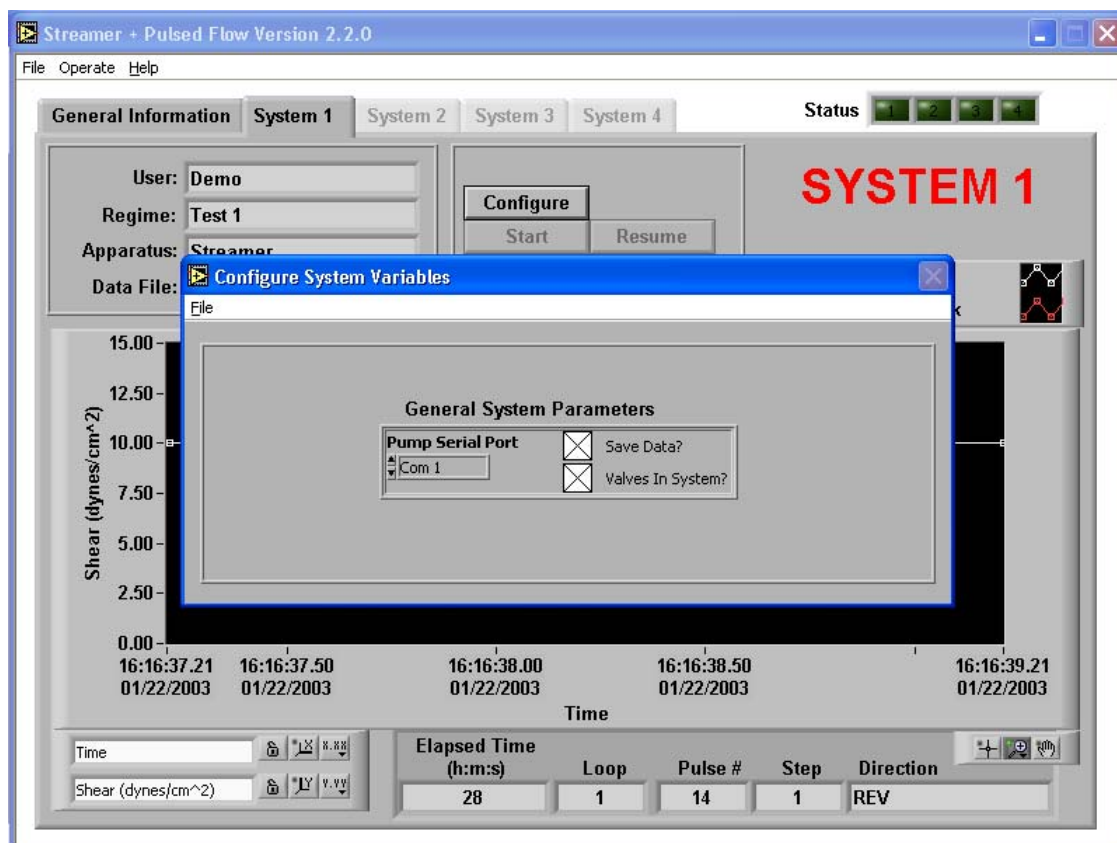 Streamer + Pulsed Flow Version 2.2.0
File Operate Help
General Information System 1 System 2 System 3 System 4
Status 1 2 3 4
User: Demo
Regime: Test 1
Apparatus: Streamer
Data File:
Configure
Start Resume
SYSTEM 1
Configure System Variables
File
General System Parameters
Pump Serial Port
Com 1
Save Data?
Valves In System?
Shear (dynes/cm^2)
15.00
12.50
10.00
7.50
5.00
2.50
0.00
16:16:37.21 16:16:37.50 16:16:38.00 16:16:38.50 16:16:39.21
01/22/2003 01/22/2003 01/22/2003 01/22/2003 01/22/2003
Time
Time
X X.XX
Shear (dynes/cm^2)
Y Y.YY
Elapsed Time
(h:m:s) Loop Pulse # Step Direction
28 1 14 1 REV